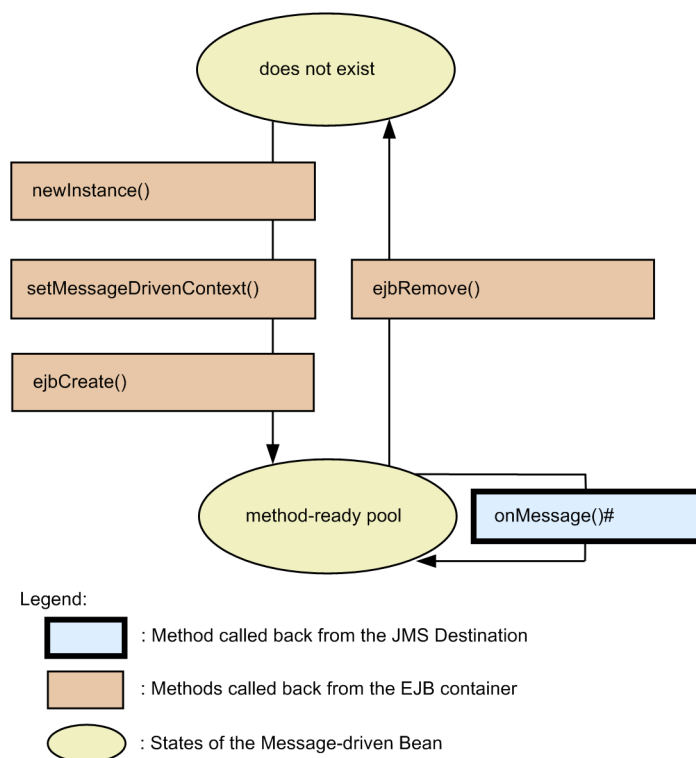 does not exist
newInstance()
setMessageDrivenContext()
ejbRemove()
ejbCreate()
method-ready pool
onMessage()#
Legend:
: Method called back from the JMS Destination
: Methods called back from the EJB container
: States of the Message-driven Bean